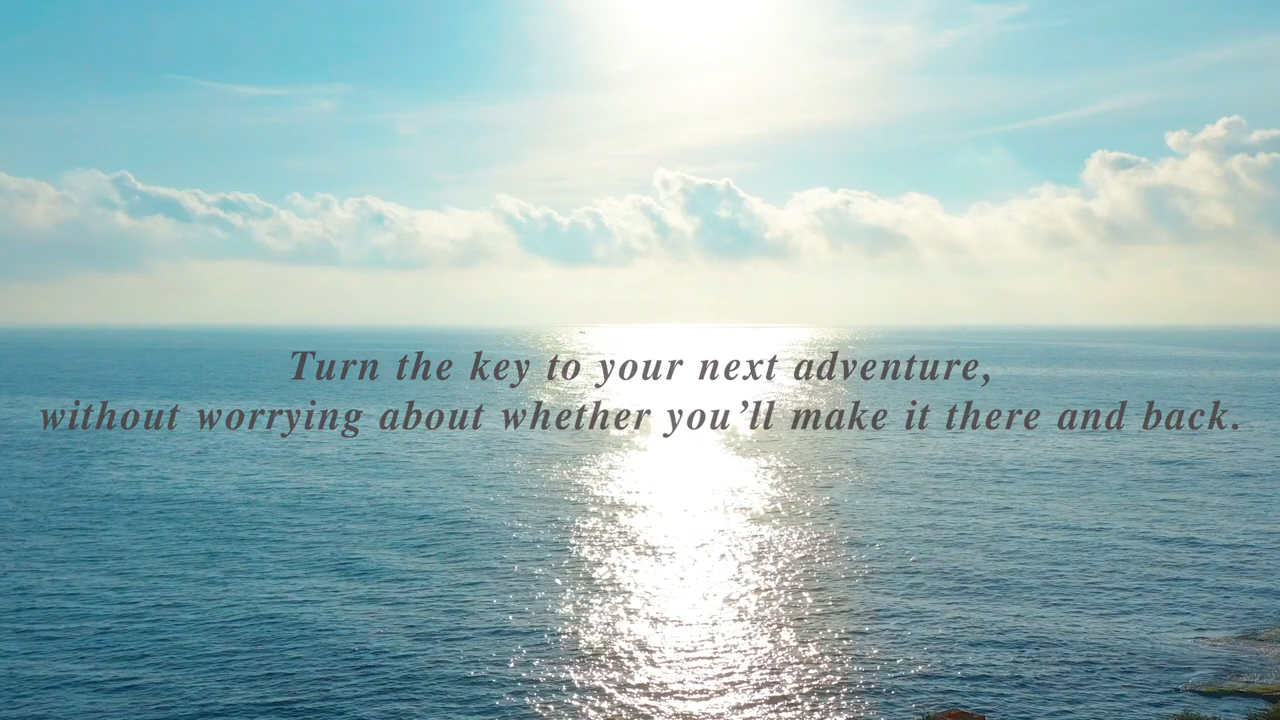 Turn the key to your next adventure,
without worrying about whether you’ll make it there and back.